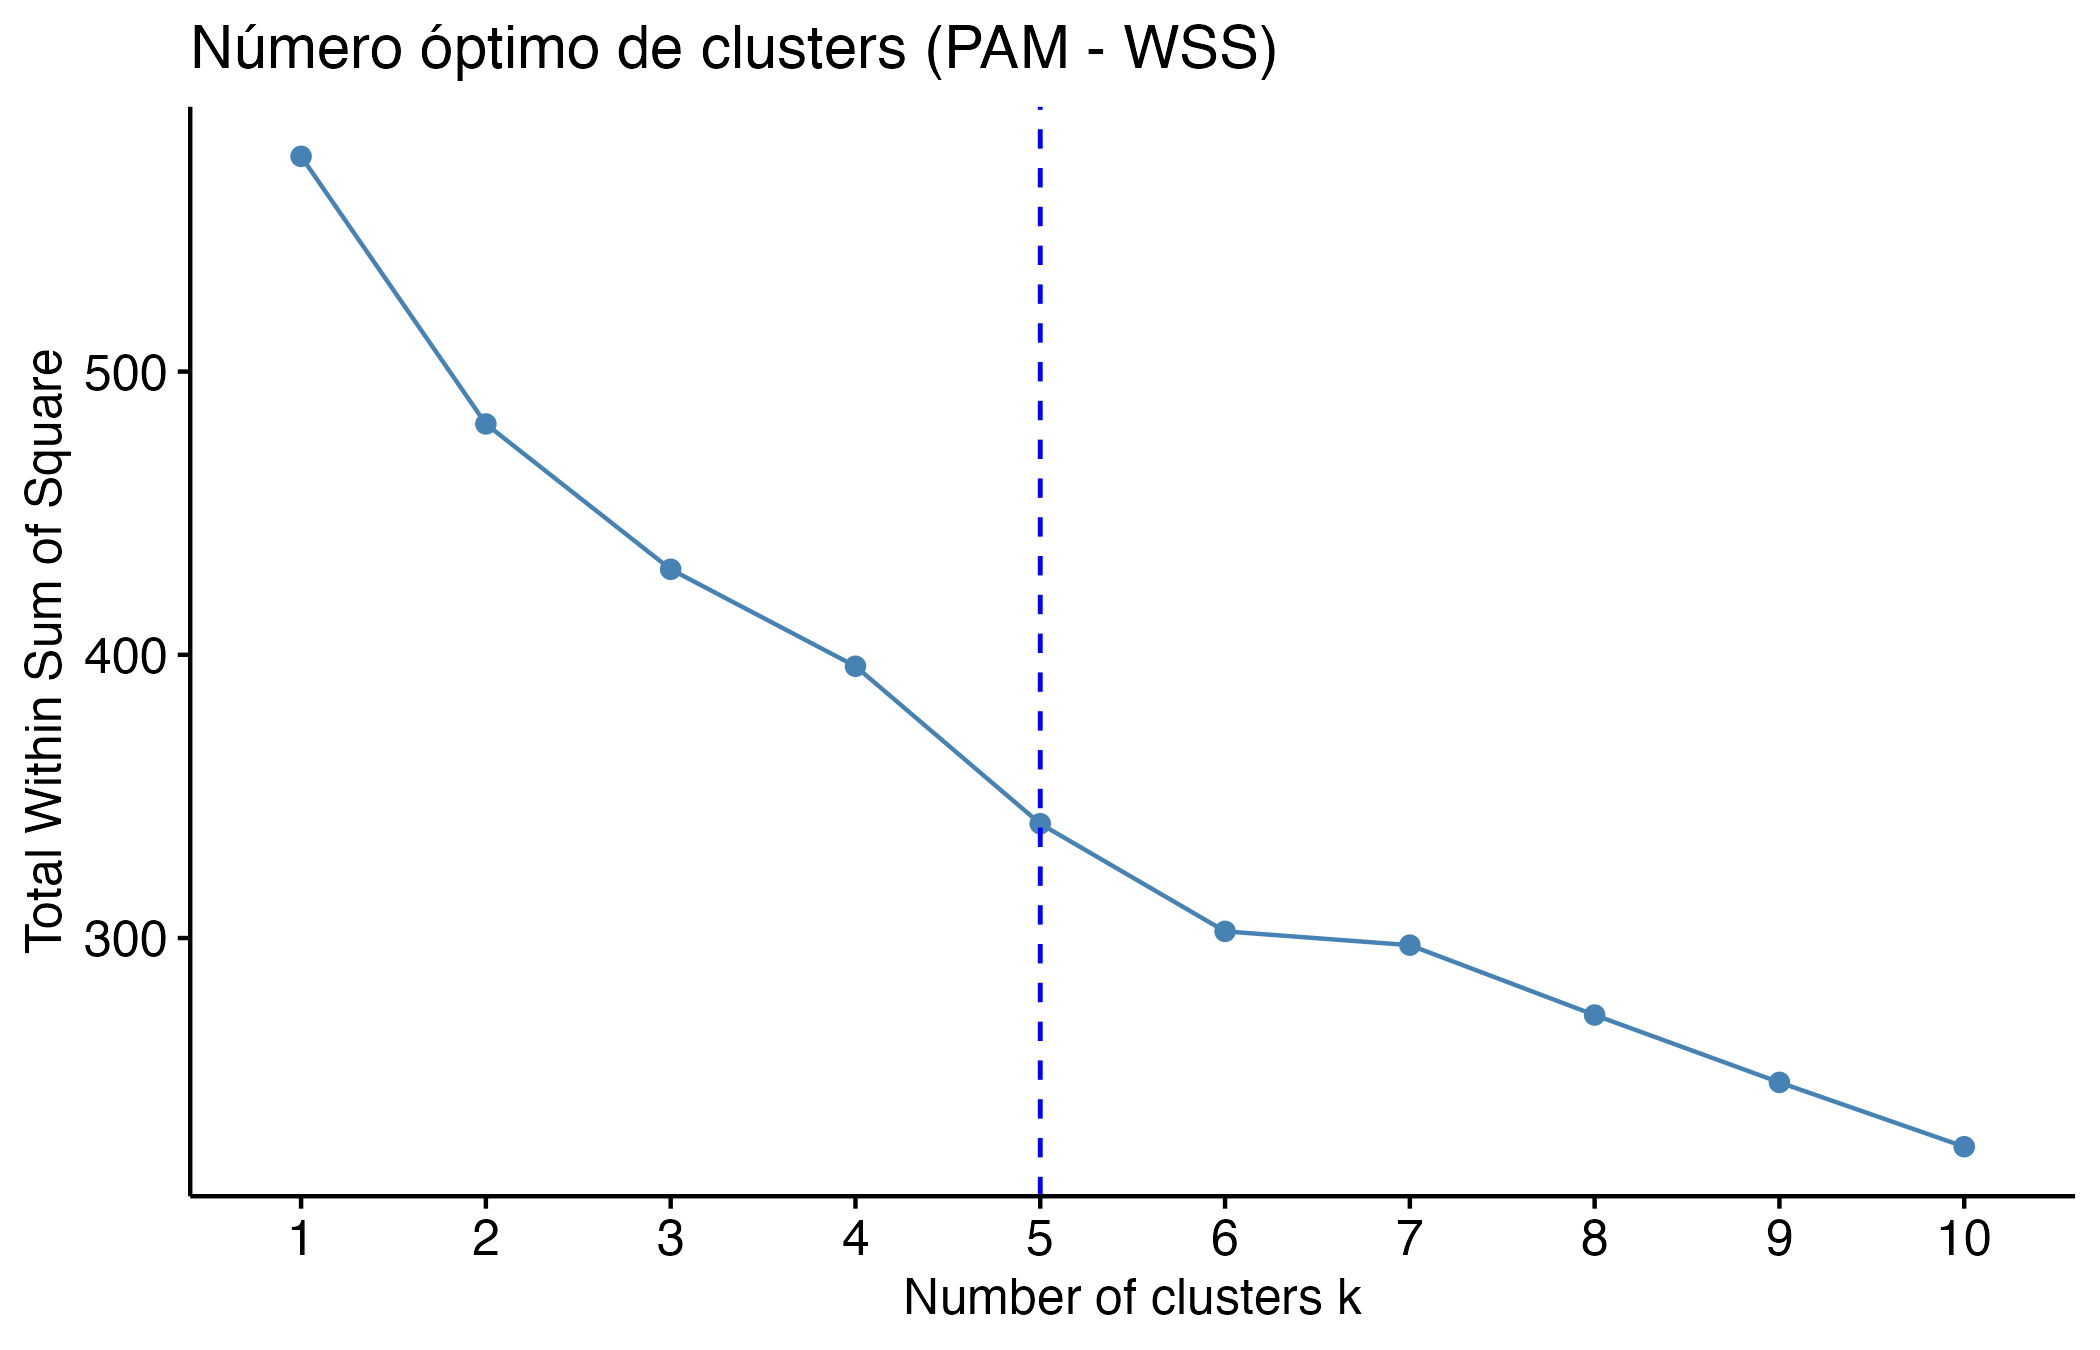 Número óptimo de clusters (PAM - WSS)
Total Within Sum of Square
500
400
300
1 2 3 4 5 6 7 8 9 10
Number of clusters k